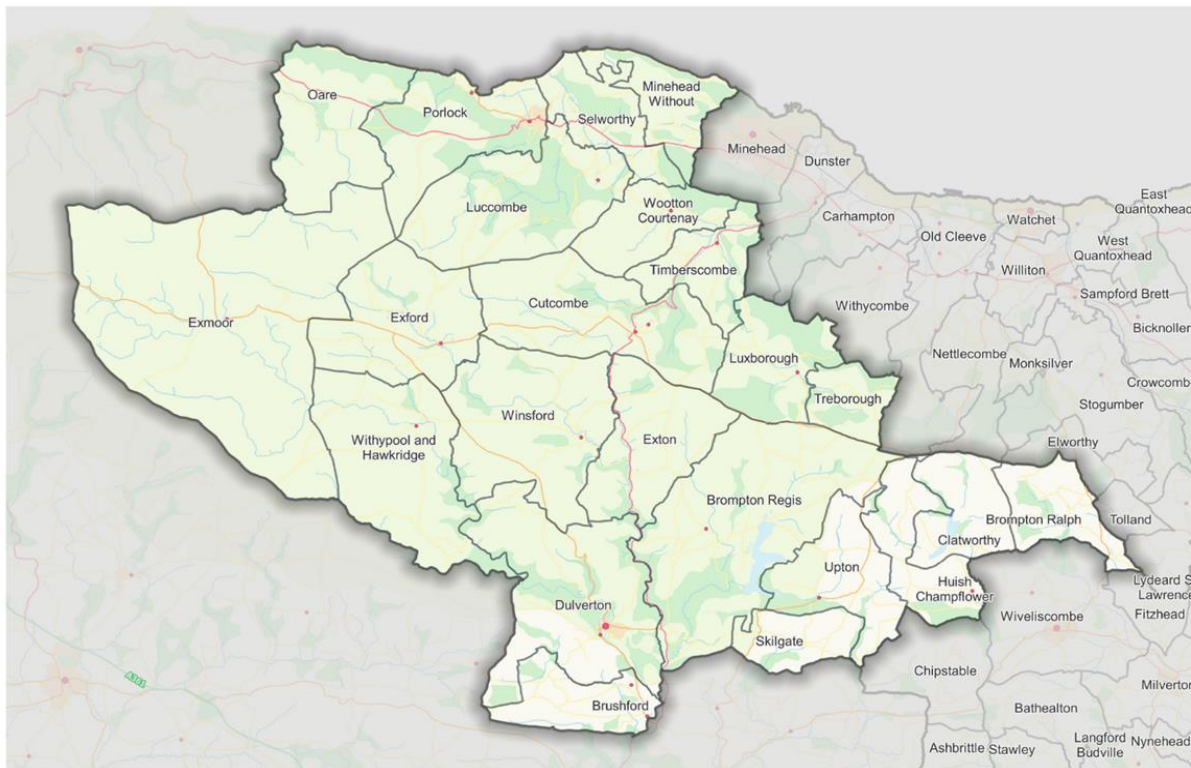 Oare
Porlock
Minehead
Without
Selworthy
Minehead
Dunster
Luccombe
Wootton
Courtenay
Carhampton
Old Cleeve
Watchet
East
Quantoxhead
West
Quantoxhead
Williton
Timberscombe
Sampford Brett
Withycombe
Bicknoller
Exmoor
Exford
Cutcombe
Luxborough
Nettlecombe
Monksilver
Crowcomb
Treborough
Stogumber
Winsford
Withypool and
Hawkridge
Exton
Elworthy
Brompton Regis
Brompton Ralph
Tolland
Clatworthy
Upton
Huish
Champflower
Lydeard S
Lawrence
Fitzhead
Wiveliscombe
Dulverton
Skilgate
Chipstable
A361
Milverton
Brushford
Bathealton
Ashbrittle
Stawley
Langford
Budville
Nynehead